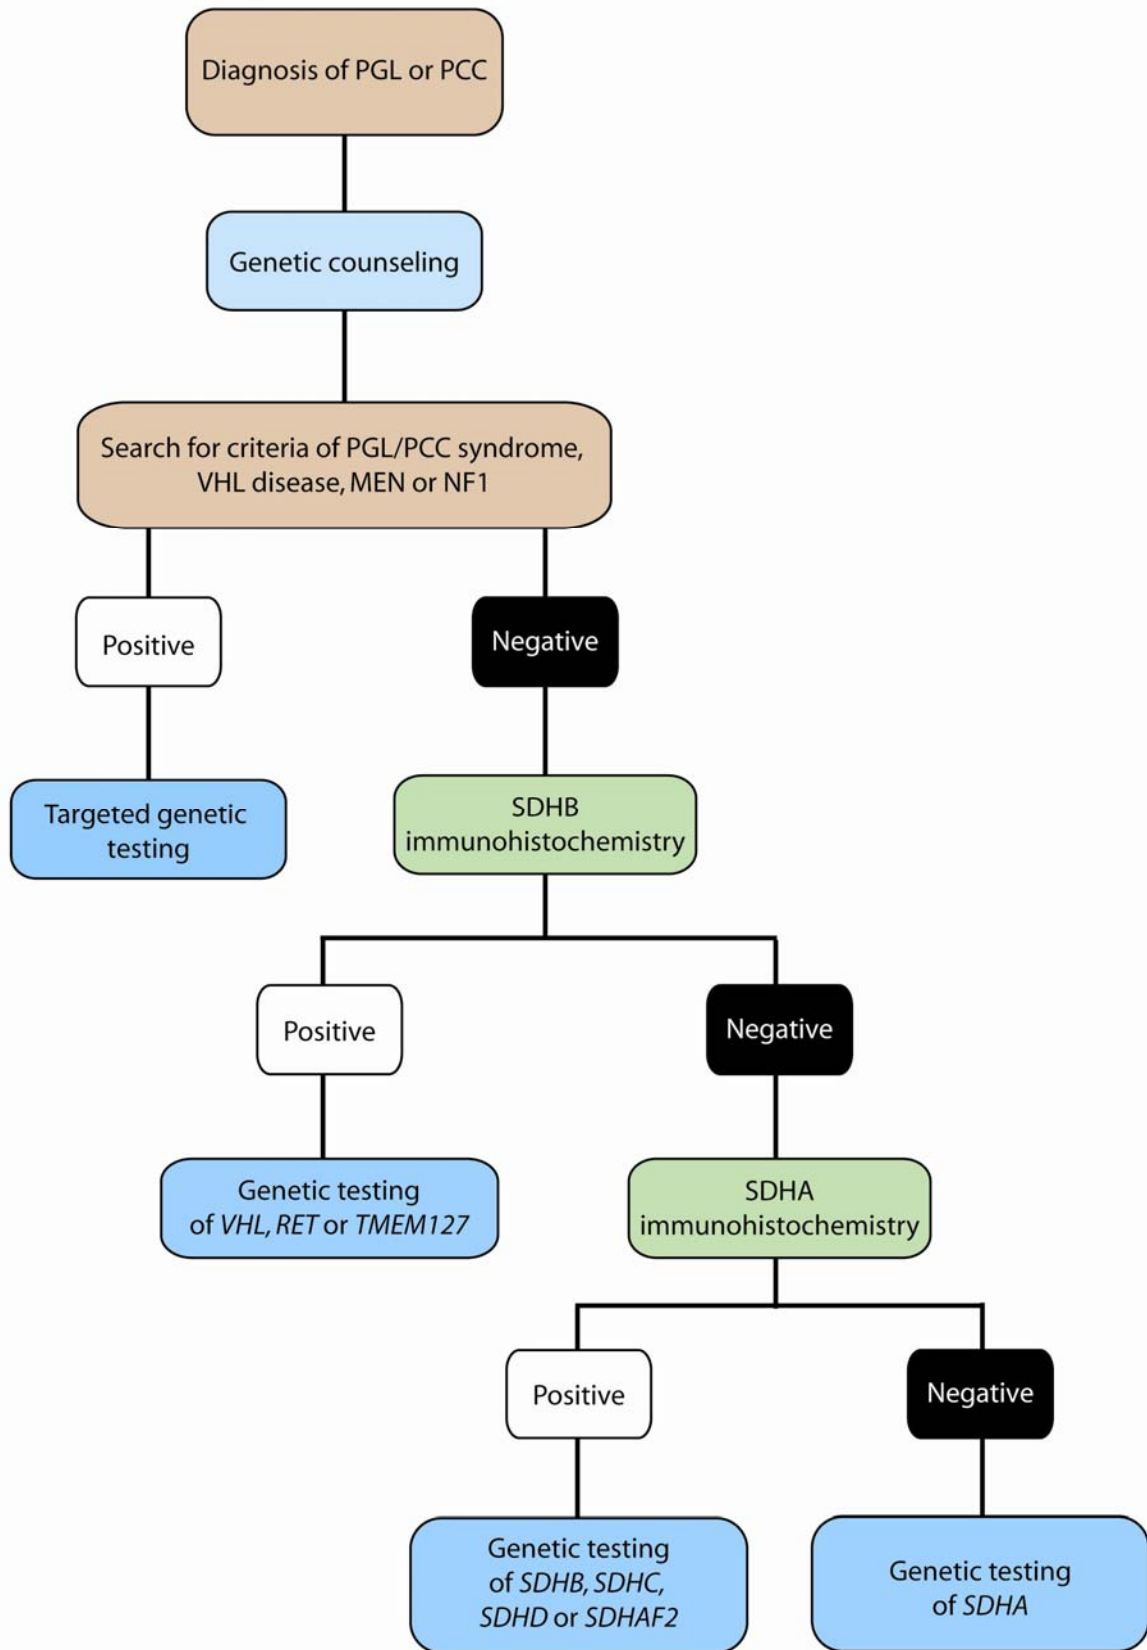 Diagnosis of PGL or PCC
Genetic counseling
Search for criteria of PGL/PCC syndrome,
VHL disease, MEN or NF1
Positive
Negative
Targeted genetic
testing
SDHB
immunohistochemistry
Positive
Negative
Genetic testing
of VHL, RET or TMEM127
SDHA
immunohistochemistry
Positive
Negative
Genetic testing
of SDHB, SDHC,
SDHD or SDHAF2
Genetic testing
of SDHA